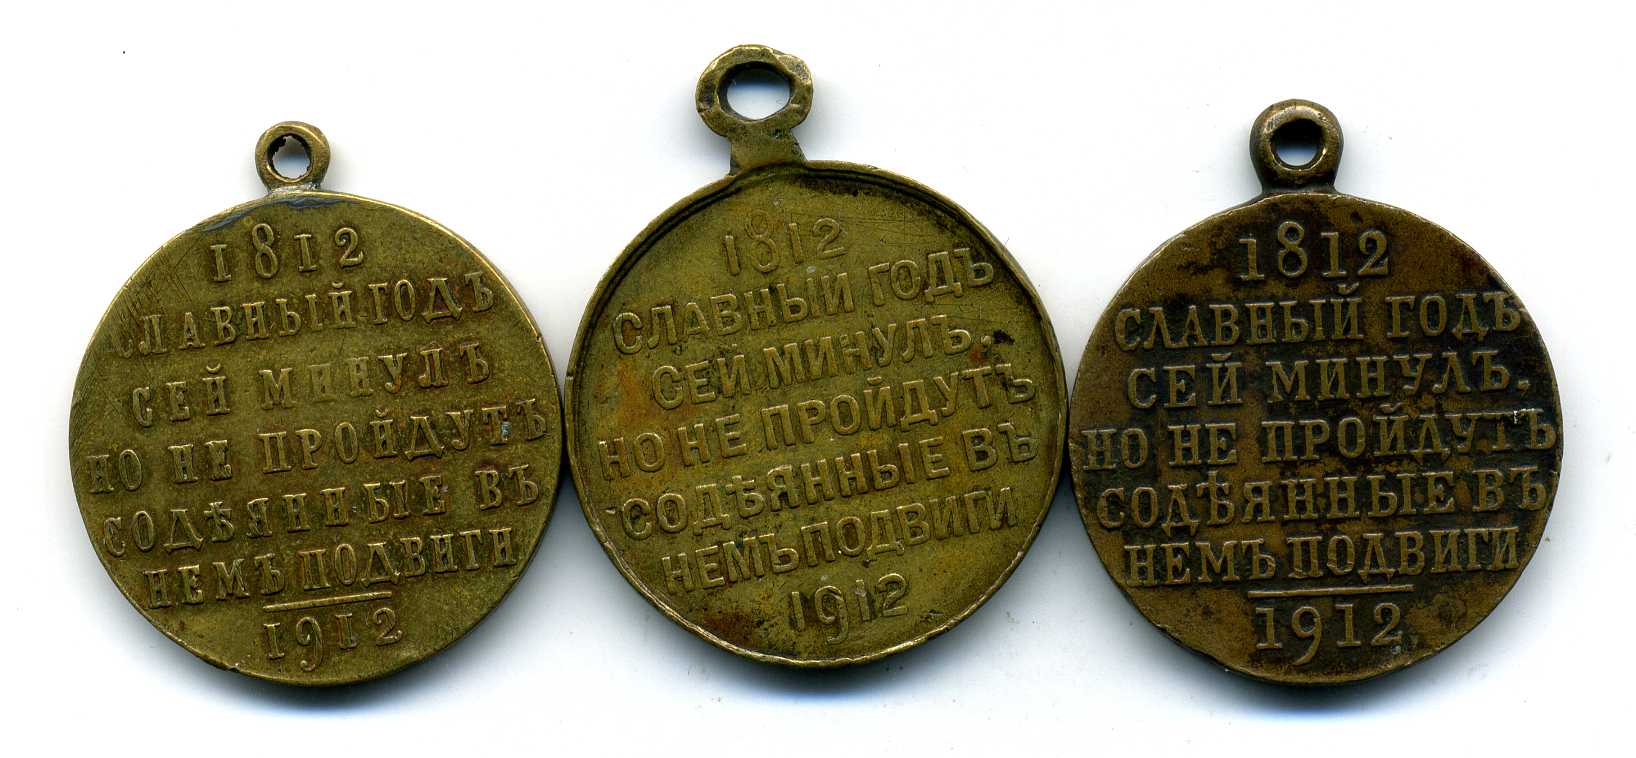 1812
СЛАВНЫЙ ГОДЪ
СЕЙ МИНУЛЪ
НО НЕ ПРОЙДУТЪ
СОДѢЯННЫЕ ВЪ
НЕМЪ ПОДВИГИ
1912
1812
СЛАВНЫЙ ГОДЪ
СЕЙ МИНУЛЪ.
НО НЕ ПРОЙДУТЪ
СОДѢЯННЫЕ ВЪ
НЕМЪ ПОДВИГИ
1912
1812
СЛАВНЫЙ ГОДЪ
СЕЙ МИНУЛЪ.
НО НЕ ПРОЙДУТЪ
СОДѢЯННЫЕ ВЪ
НЕМЪ ПОДВИГИ
1912